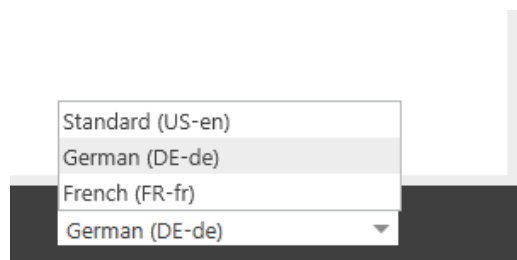 Standard (US-en)
German (DE-de)
French (FR-fr)
German (DE-de)